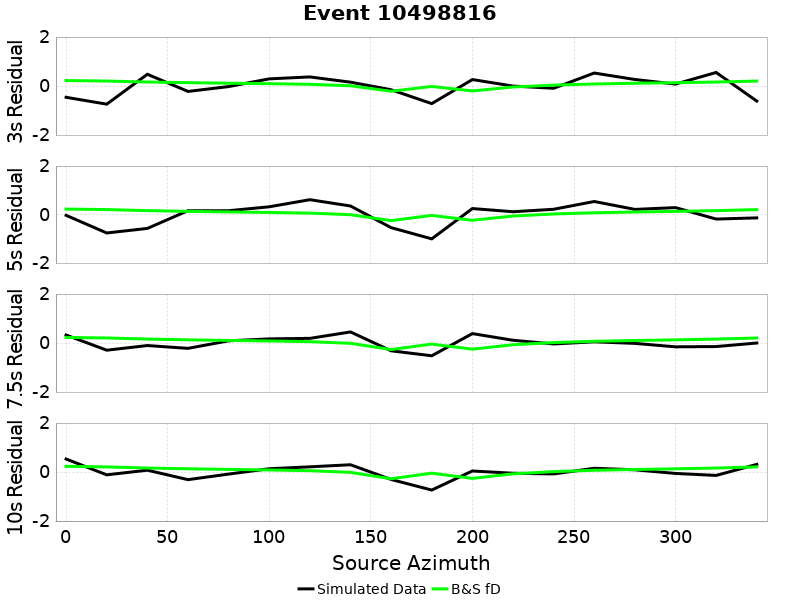 Event 10498816
3s Residual
2
0
-2
5s Residual
2
0
-2
7.5s Residual
2
0
-2
10s Residual
2
0
-2
0 50 100 150 200 250 300
Source Azimuth
Simulated Data B&S fD